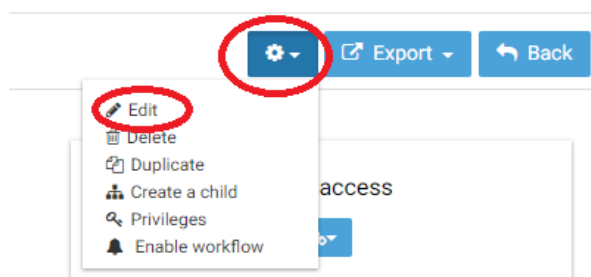 Export Back
Edit
Delete
Duplicate
Create a child
access
Privileges
Enable workflow